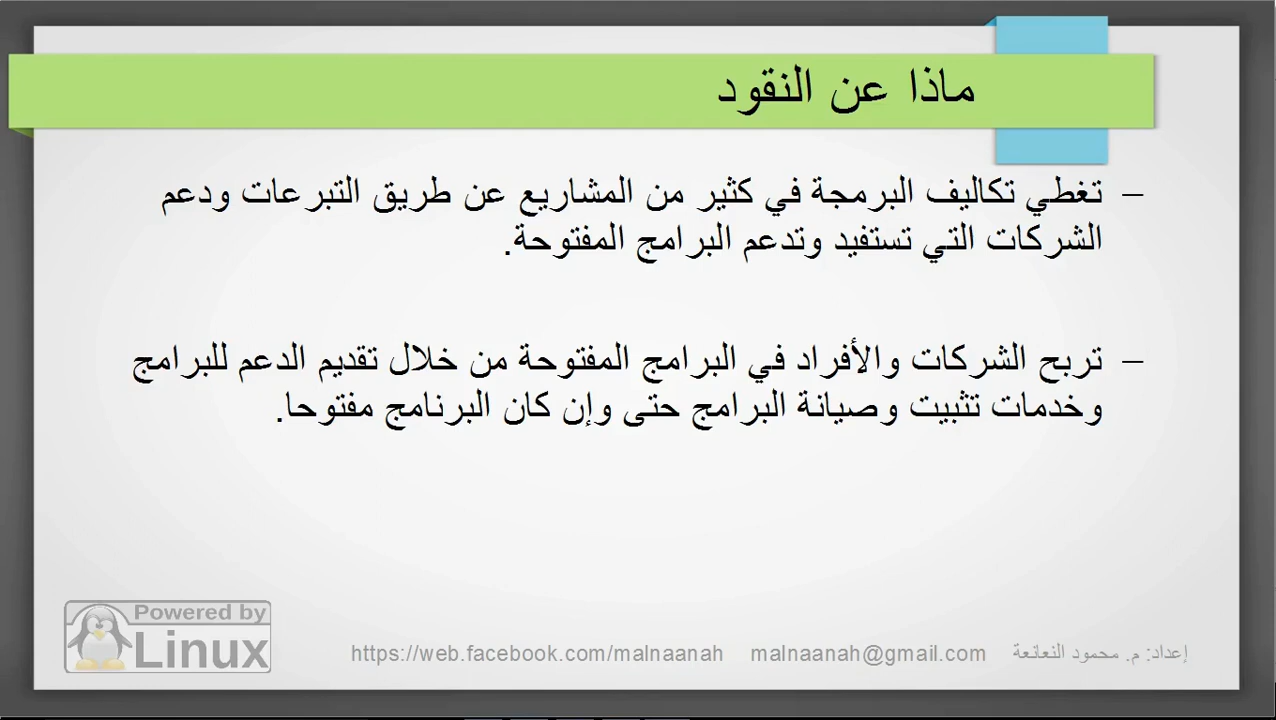 ماذا عن النقود
– تغطي تكاليف البرمجة في كثير من المشاريع عن طريق التبرعات ودعم
الشركات التي تستفيد وتدعم البرامج المفتوحة.
– تربح الشركات والأفراد في البرامج المفتوحة من خلال تقديم الدعم للبرامج
وخدمات تثبيت وصيانة البرامج حتى وإن كان البرنامج مفتوحا.
Powered by
Linux
https://web.facebook.com/malnaanah malnaanah@gmail.com إعداد: م. محمود النعانعة